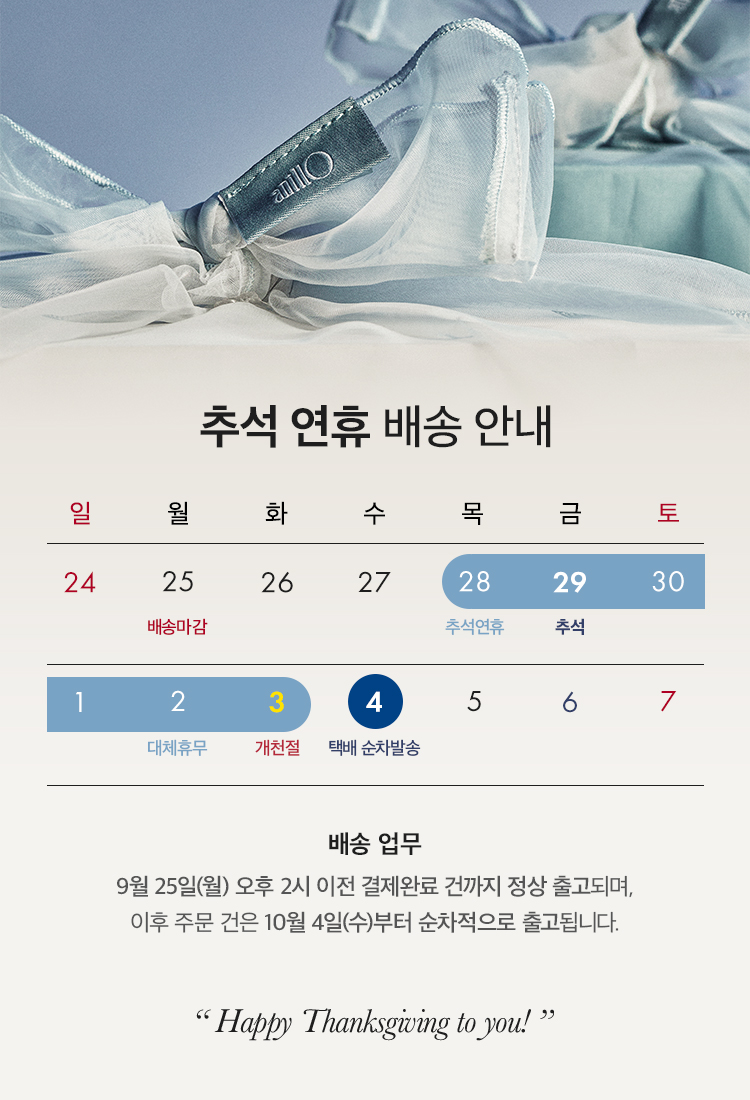 anillO
추석 연휴 배송 안내
일 월 화 수 목 금 토
24 25 26 27 28 29 30
배송마감 추석연휴 추석
1 2 3 4 5 6 7
대체휴무 개천절 택배 순차발송
배송 업무
9월 25일(월) 오후 2시 이전 결제완료 건까지 정상 출고되며,
이후 주문 건은 10월 4일(수)부터 순차적으로 출고됩니다.
“ Happy Thanksgiving to you! ”